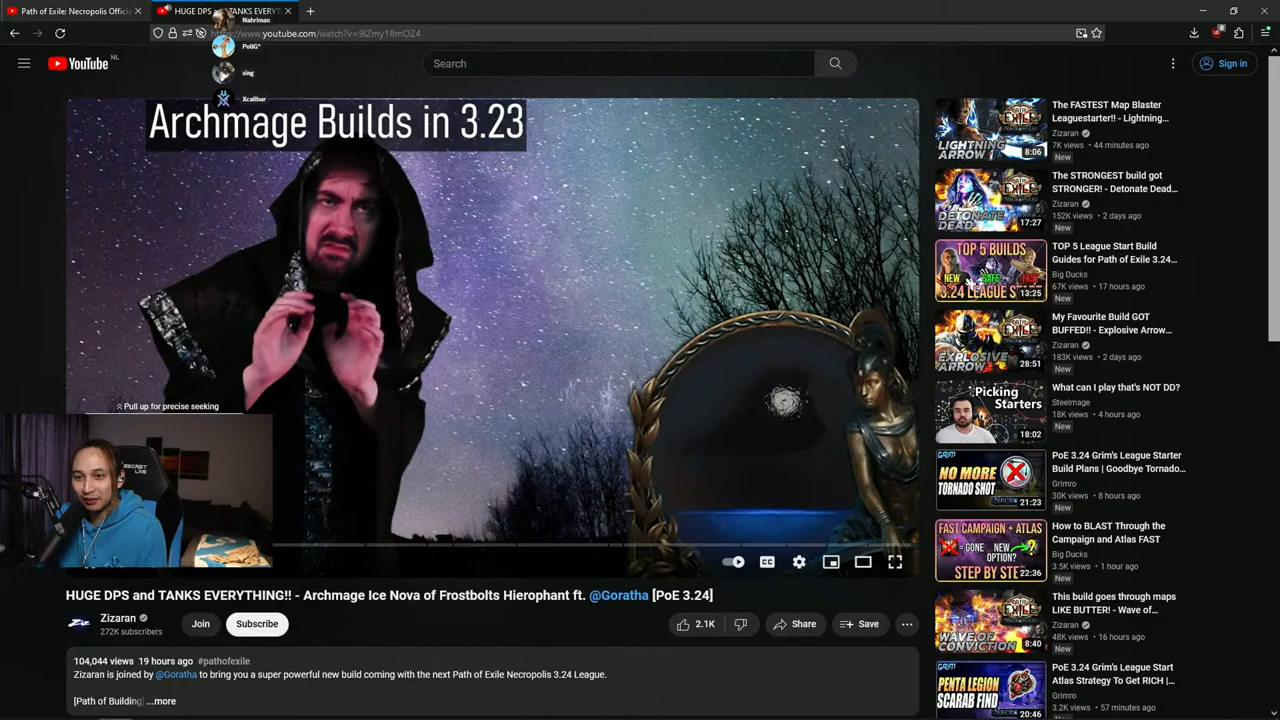 Path of Exile: Necropolis Offici
HUGE DPS and TANKS EVERYT
Nahriman
PoliG^
sing
Xcalibur
https://www.youtube.com/watch?v=9IZmy1RmOZ4
YouTube NL
Search
Sign in
Archmage Builds in 3.23
Pull up for precise seeking
SECRET LAB
HUGE DPS and TANKS EVERYTHING!! - Archmage Ice Nova of Frostbolts Hierophant ft. @Goratha [PoE 3.24]
Zizaran
272K subscribers
Join
Subscribe
2.1K
Share
Save
104,044 views 19 hours ago #pathofexile
Zizaran is joined by @Goratha to bring you a super powerful new build coming with the next Path of Exile Necropolis 3.24 League.
[Path of Building] ...more
LIGHTNING
ARROW
8:06
The FASTEST Map Blaster
Leaguestarter!! - Lightning...
Zizaran
7K views • 44 minutes ago
New
DETONATE
DEAD
17:27
The STRONGEST build got
STRONGER! - Detonate Dead...
Zizaran
152K views • 2 days ago
New
TOP 5 BUILDS
NEW
SAFE
FAST
3.24 LEAGUE S
13:25
TOP 5 League Start Build
Guides for Path of Exile 3.24...
Big Ducks
67K views • 17 hours ago
New
EXPLOSIVE
ARROW
28:51
My Favourite Build GOT
BUFFED!! - Explosive Arrow...
Zizaran
183K views • 2 days ago
New
Picking
Starters
18:02
What can I play that's NOT DD?
Steelmage
18K views • 4 hours ago
New
GRIM
NO MORE
TORNADO SHOT
21:23
PoE 3.24 Grim's League Starter
Build Plans | Goodbye Tornado...
Grimro
30K views • 8 hours ago
New
FAST CAMPAIGN + ATLAS
= GONE
NEW
OPTION?
STEP BY STE
22:36
How to BLAST Through the
Campaign and Atlas FAST
Big Ducks
3.5K views • 1 hour ago
New
WAVE OF
CONVICTION
8:40
This build goes through maps
LIKE BUTTER! - Wave of...
Zizaran
48K views • 16 hours ago
New
GRIM
PENTA LEGION
SCARAB FIND
20:46
PoE 3.24 Grim's League Start
Atlas Strategy To Get RICH |...
Grimro
3.2K views • 57 minutes ago
New